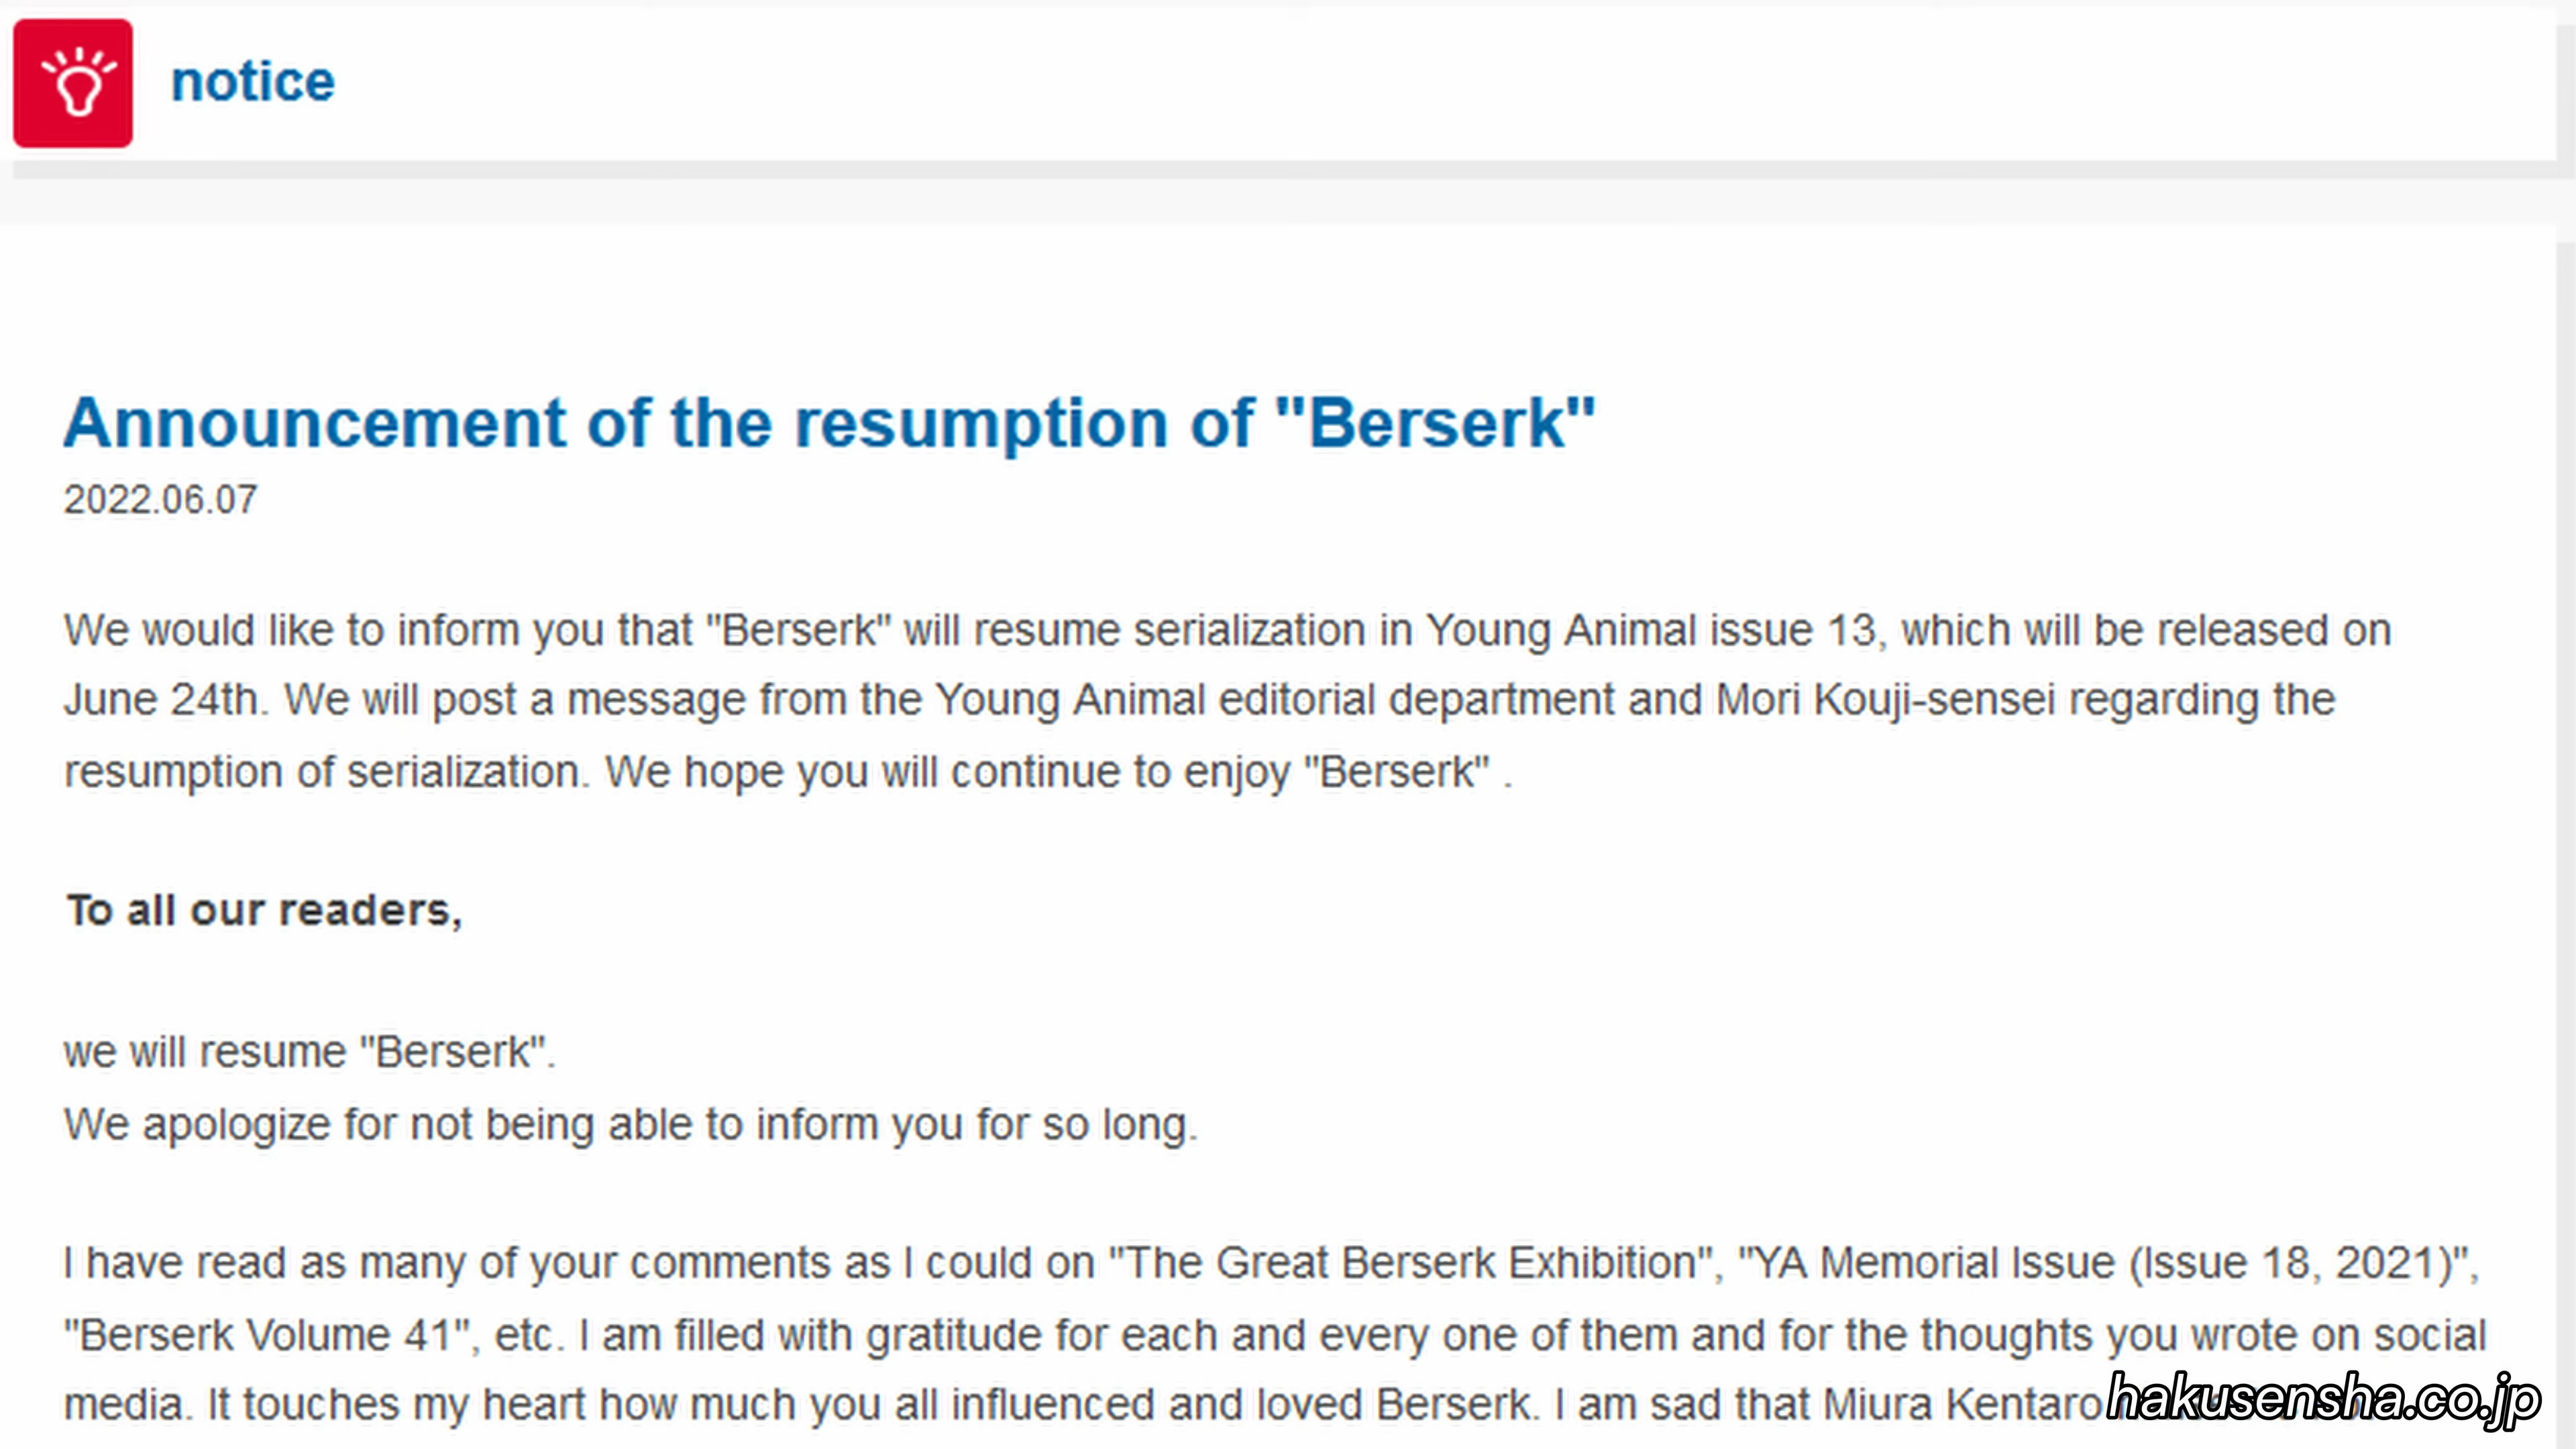 notice
Announcement of the resumption of "Berserk"
2022.06.07
We would like to inform you that "Berserk" will resume serialization in Young Animal issue 13, which will be released on
June 24th. We will post a message from the Young Animal editorial department and Mori Kouji-sensei regarding the
resumption of serialization. We hope you will continue to enjoy "Berserk" .
To all our readers,
we will resume "Berserk".
We apologize for not being able to inform you for so long.
I have read as many of your comments as I could on "The Great Berserk Exhibition", "YA Memorial Issue (Issue 18, 2021)",
"Berserk Volume 41", etc. I am filled with gratitude for each and every one of them and for the thoughts you wrote on social
media. It touches my heart how much you all influenced and loved Berserk. I am sad that Miura Kentaro
hakusensha.co.jp